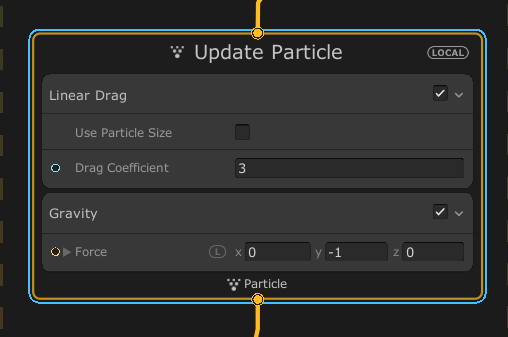 Update Particle LOCAL
Linear Drag
Use Particle Size
Drag Coefficient 3
Gravity
Force L x 0 y -1 z 0
Particle